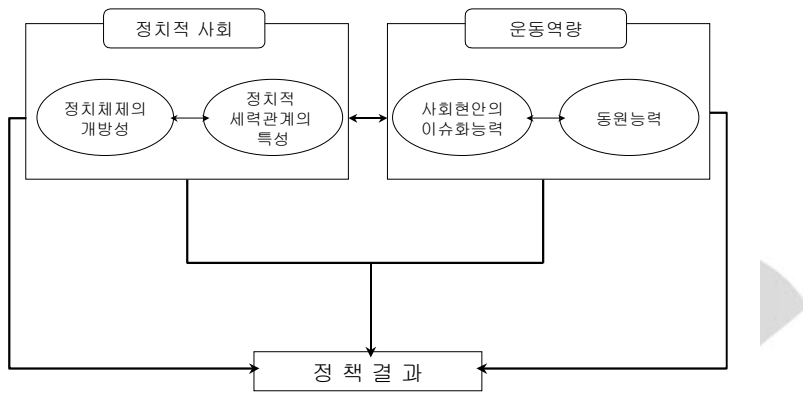 정치적 사회
운동역량
정치체제의
개방성
정치적
세력관계의
특성
사회현안의
이슈화능력
동원능력
정 책 결 과